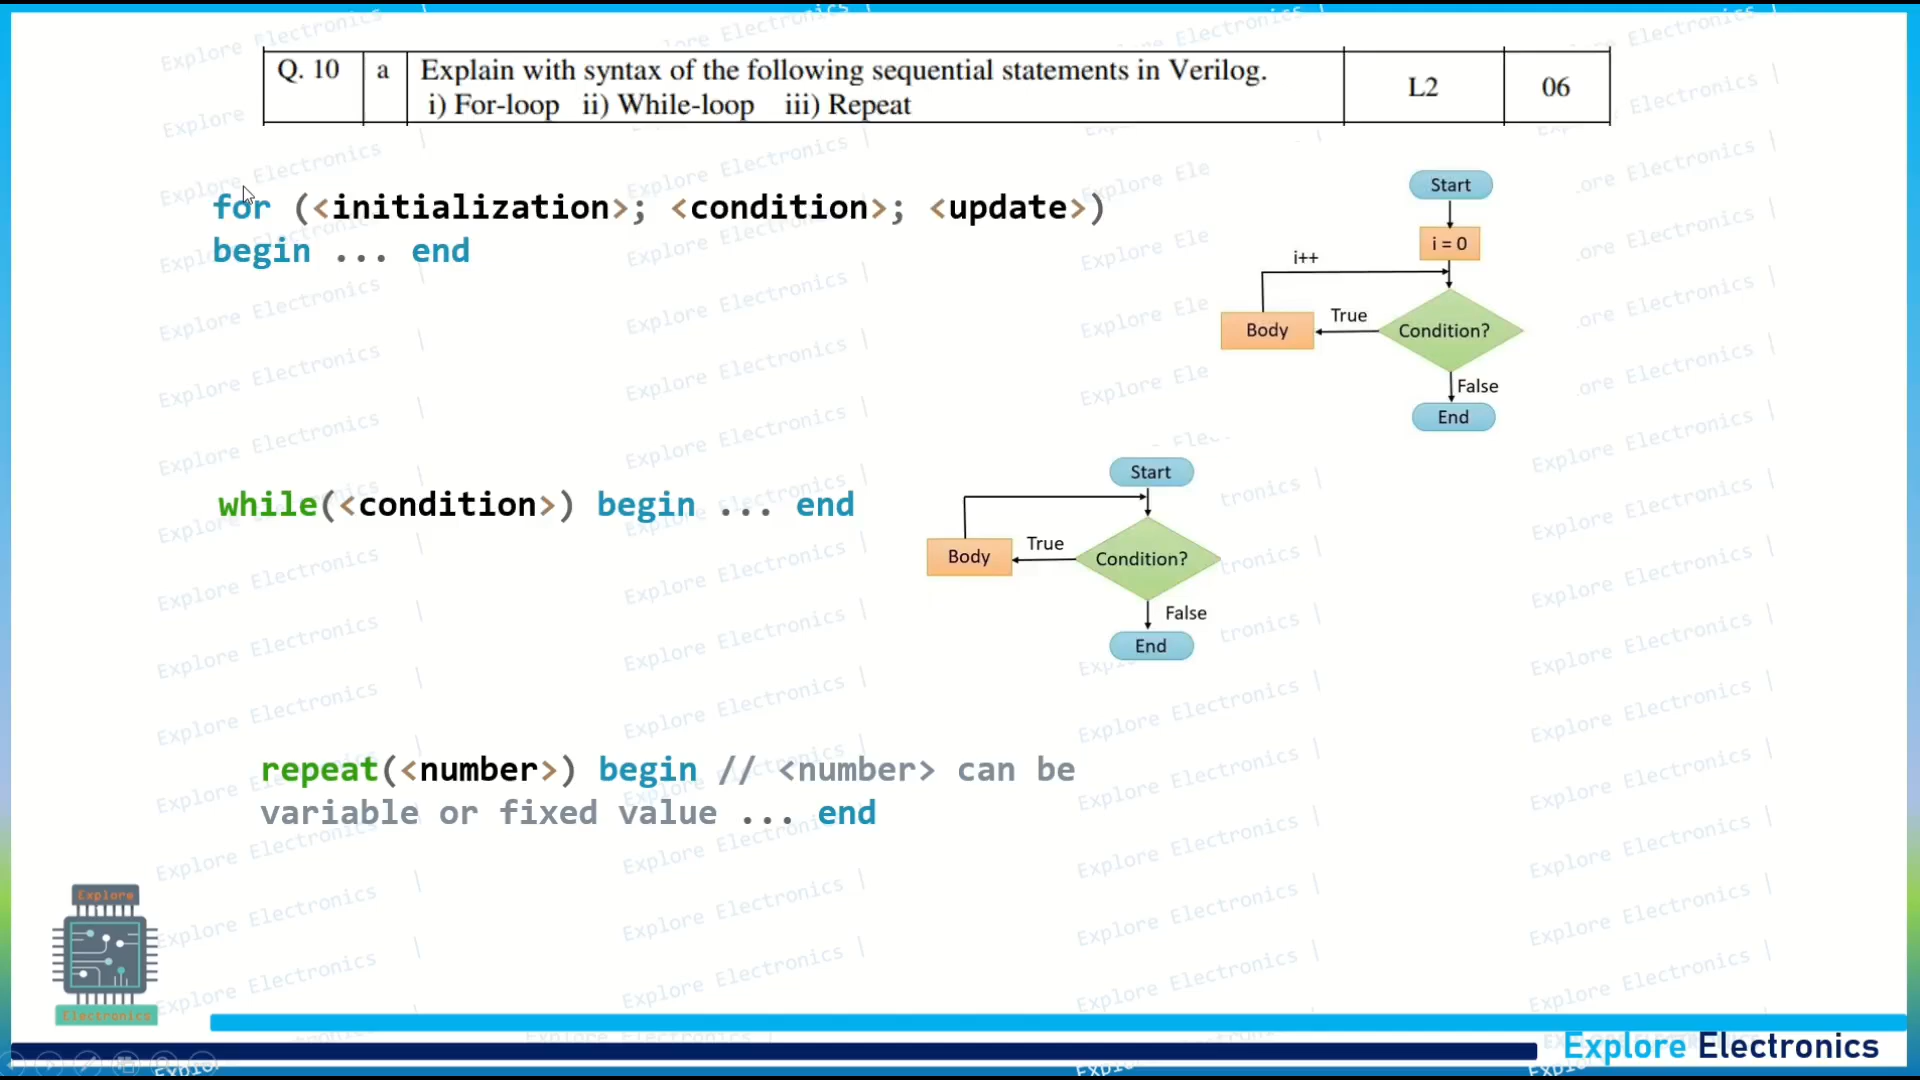 Q. 10 a Explain with syntax of the following sequential statements in Verilog. L2 06
i) For-loop ii) While-loop iii) Repeat
for (<initialization>; <condition>; <update>)
begin ... end
Start
i = 0
i++
True
Body
Condition?
False
End
while(<condition>) begin ... end
Start
True
Body
Condition?
False
End
repeat(<number>) begin // <number> can be
variable or fixed value ... end
Explore
Electronics
Explore Electronics